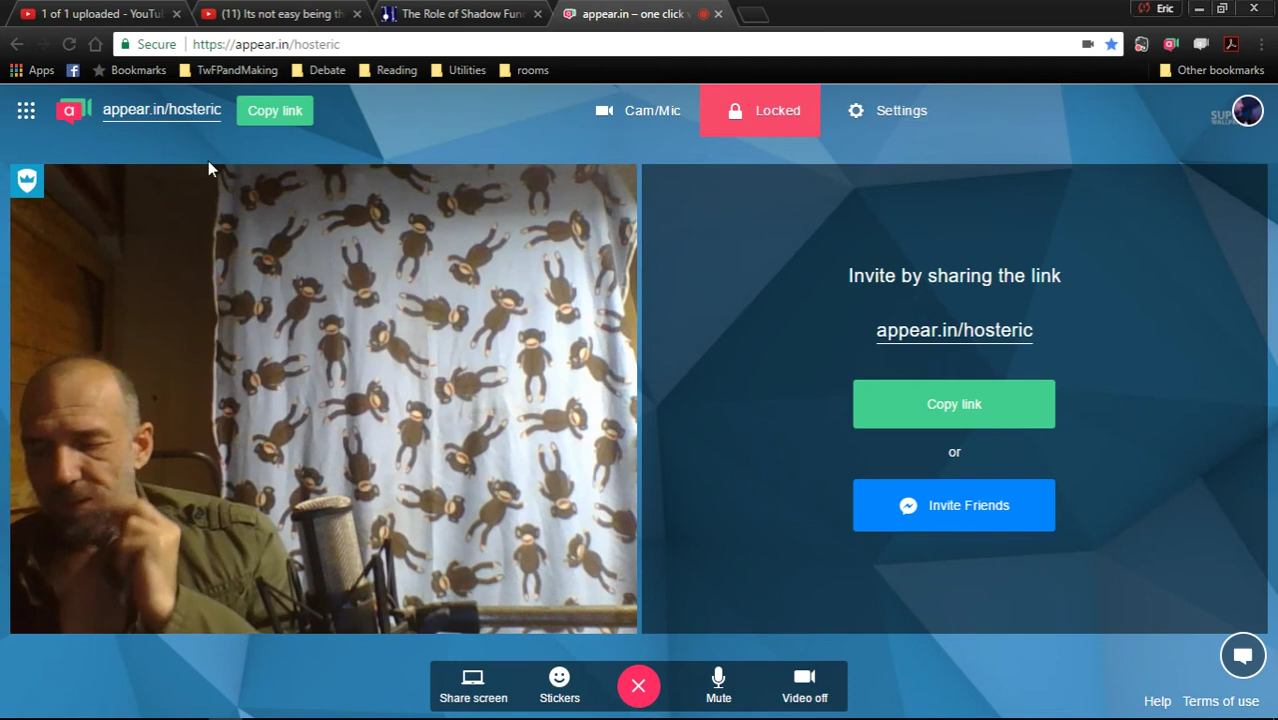 1 of 1 uploaded - YouTu
(11) Its not easy being th
The Role of Shadow Fun
appear.in – one click v
Eric
Secure
https://appear.in/hosteric
Apps
Bookmarks
TwFPandMaking
Debate
Reading
Utilities
rooms
Other bookmarks
a
appear.in/hosteric
Copy link
Cam/Mic
Locked
Settings
Invite by sharing the link
appear.in/hosteric
Copy link
or
Invite Friends
Share screen
Stickers
Mute
Video off
Help
Terms of use